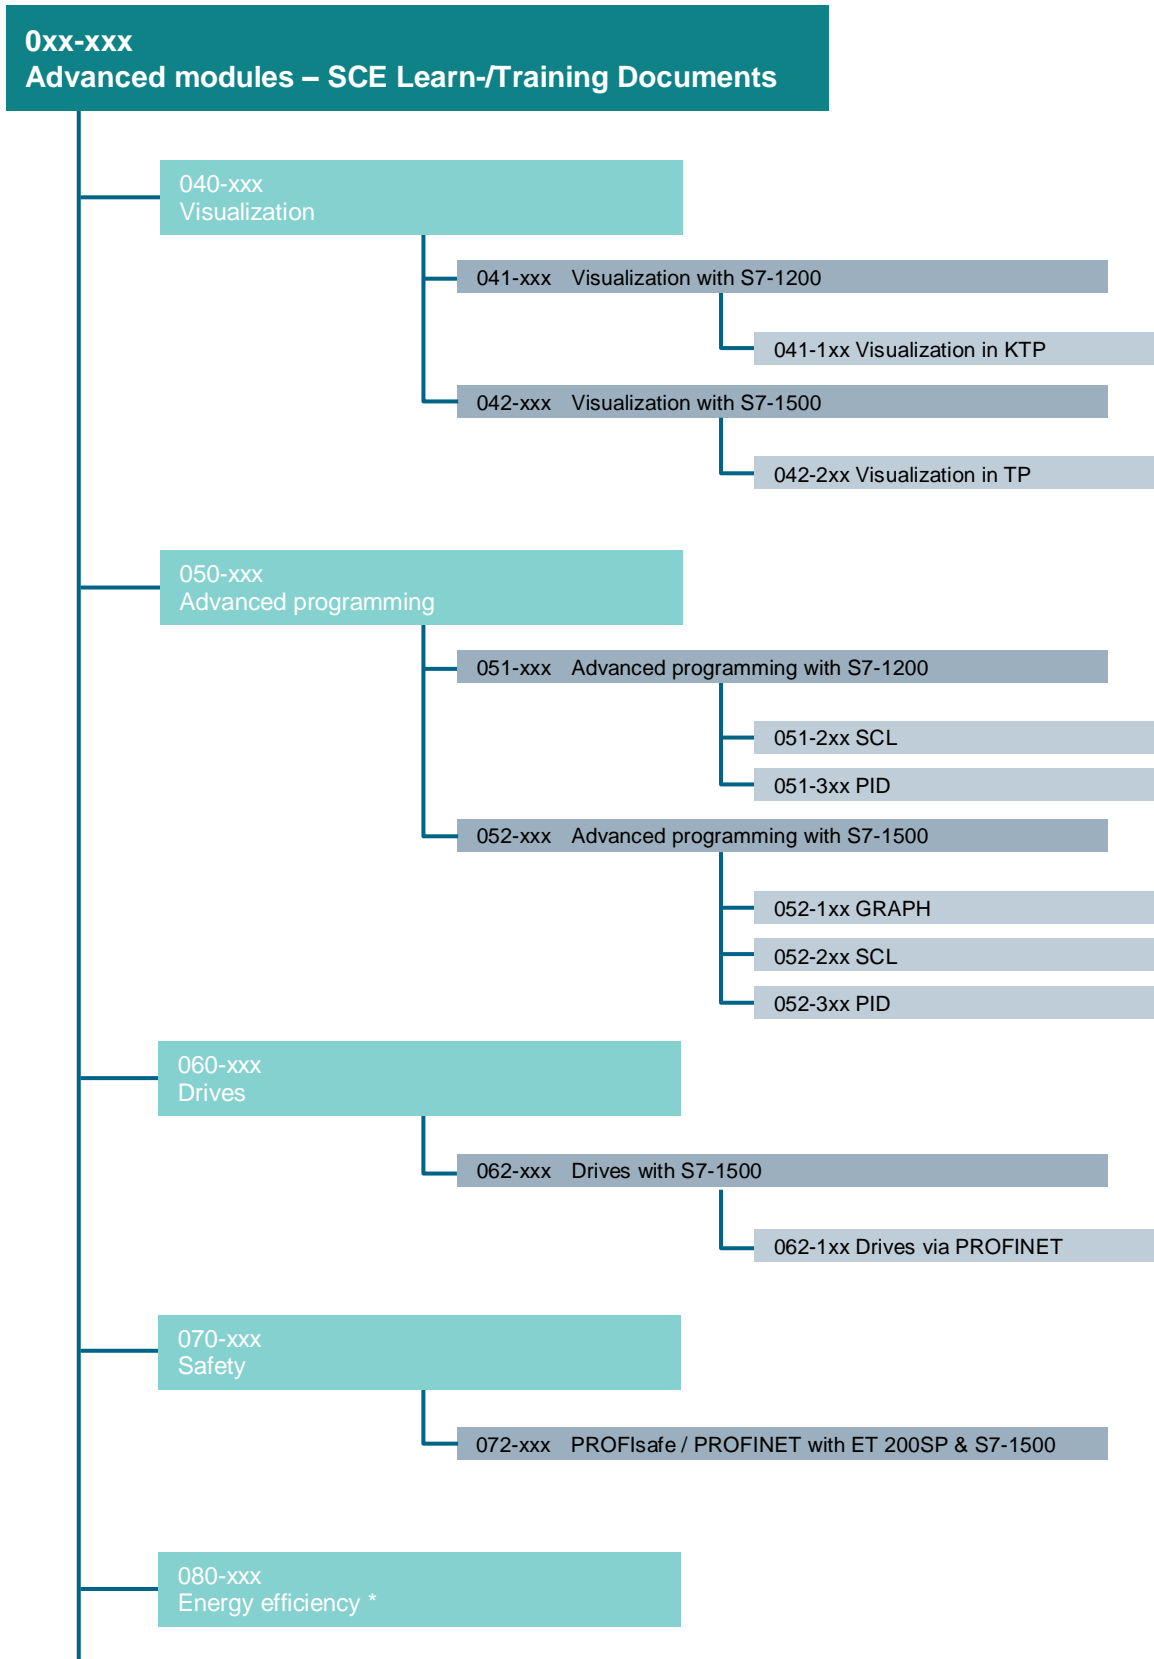 0xx-xxx
Advanced modules – SCE Learn-/Training Documents
040-xxx
Visualization
041-xxx Visualization with S7-1200
041-1xx Visualization in KTP
042-xxx Visualization with S7-1500
042-2xx Visualization in TP
050-xxx
Advanced programming
051-xxx Advanced programming with S7-1200
051-2xx SCL
051-3xx PID
052-xxx Advanced programming with S7-1500
052-1xx GRAPH
052-2xx SCL
052-3xx PID
060-xxx
Drives
062-xxx Drives with S7-1500
062-1xx Drives via PROFINET
070-xxx
Safety
072-xxx PROFIsafe / PROFINET with ET 200SP & S7-1500
080-xxx
Energy efficiency *